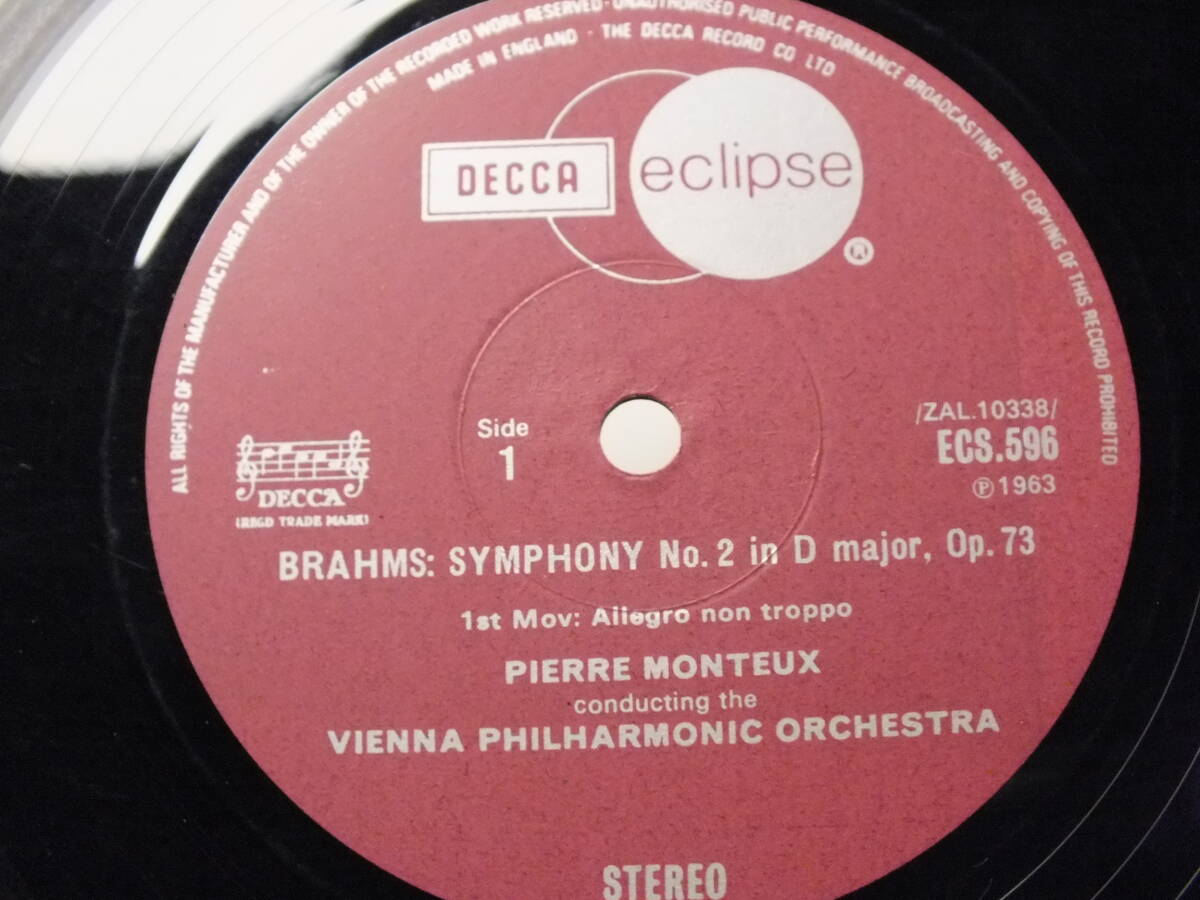 ALL RIGHTS OF THE MANUFACTURER AND OF THE OWNER OF THE RECORDED WORK RESERVED · UNAUTHORISED PUBLIC PERFORMANCE BROADCASTING AND COPYING OF THIS RECORD PROHIBITED
MADE IN ENGLAND · THE DECCA RECORD CO LTD
DECCA eclipse
®
Side
1
/ZAL.10338/
ECS.596
℗ 1963
DECCA
(REGD TRADE MARK)
BRAHMS: SYMPHONY No. 2 in D major, Op. 73
1st Mov: Allegro non troppo
PIERRE MONTEUX
conducting the
VIENNA PHILHARMONIC ORCHESTRA
STEREO